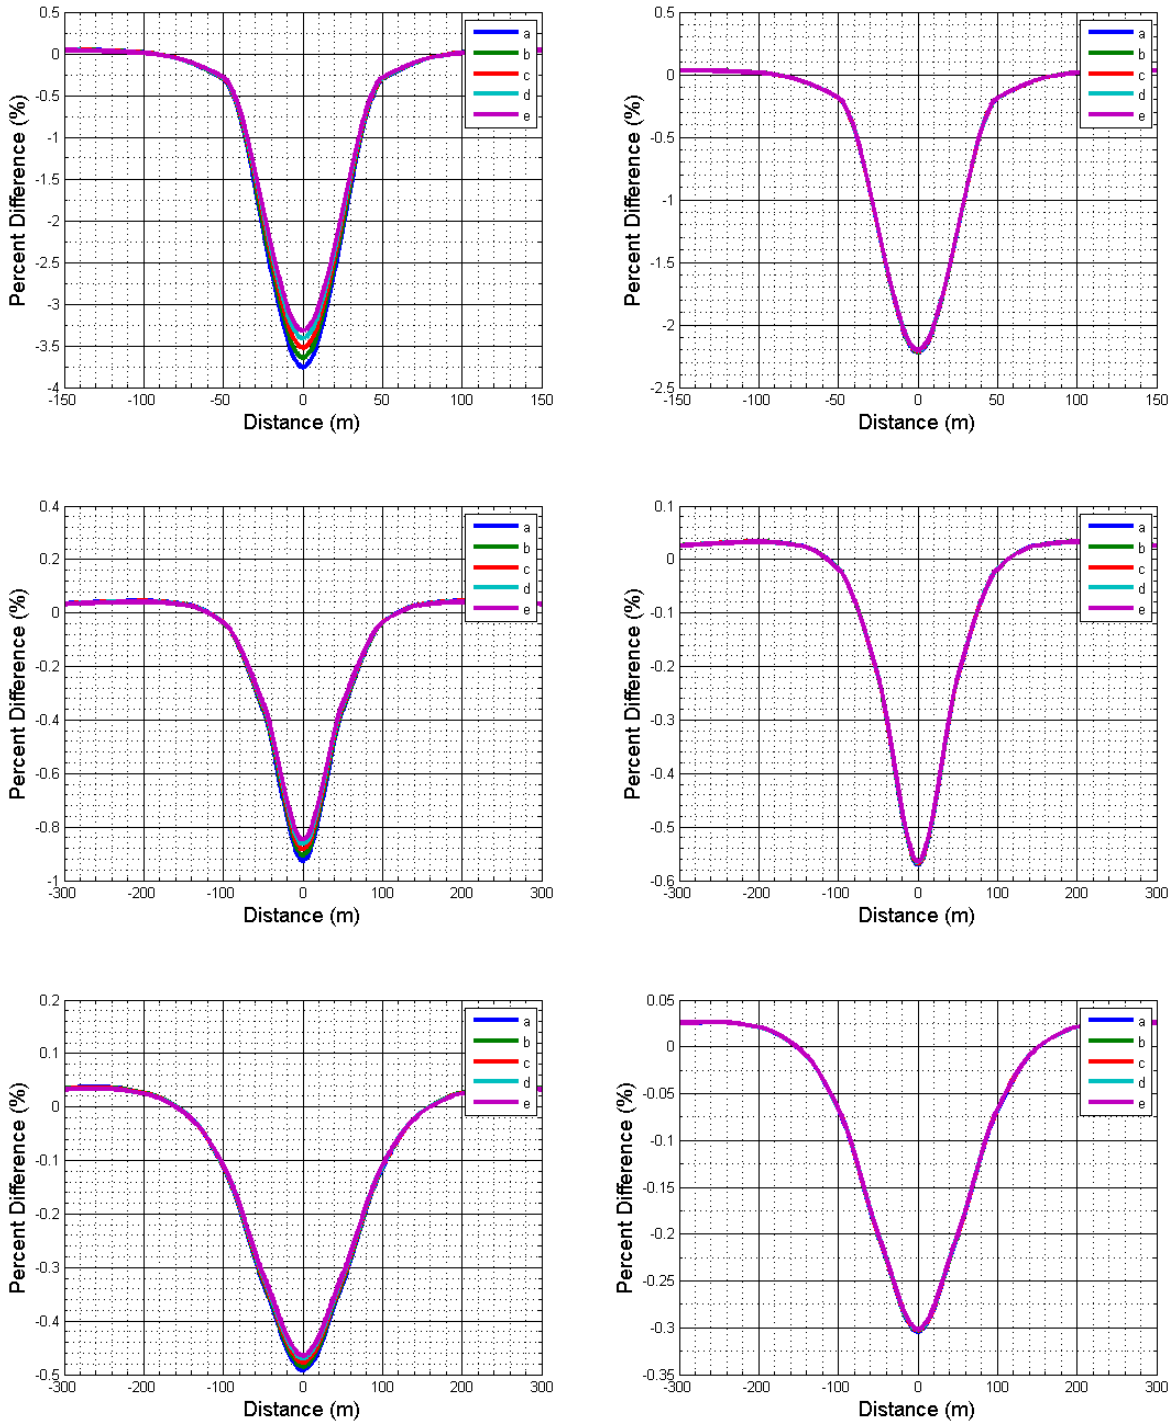 0.5
0
-0.5
-1
-1.5
-2
-2.5
-3
-3.5
-4
-150 -100 -50 0 50 100 150
Percent Difference (%)
Distance (m)
a
b
c
d
e
0.5
0
-0.5
-1
-1.5
-2
-2.5
-150 -100 -50 0 50 100 150
Percent Difference (%)
Distance (m)
a
b
c
d
e
0.4
0.2
0
-0.2
-0.4
-0.6
-0.8
-1
-300 -200 -100 0 100 200 300
Percent Difference (%)
Distance (m)
a
b
c
d
e
0.1
0
-0.1
-0.2
-0.3
-0.4
-0.5
-0.6
-300 -200 -100 0 100 200 300
Percent Difference (%)
Distance (m)
a
b
c
d
e
0.2
0.1
0
-0.1
-0.2
-0.3
-0.4
-0.5
-300 -200 -100 0 100 200 300
Percent Difference (%)
Distance (m)
a
b
c
d
e
0.05
0
-0.05
-0.1
-0.15
-0.2
-0.25
-0.3
-0.35
-300 -200 -100 0 100 200 300
Percent Difference (%)
Distance (m)
a
b
c
d
e